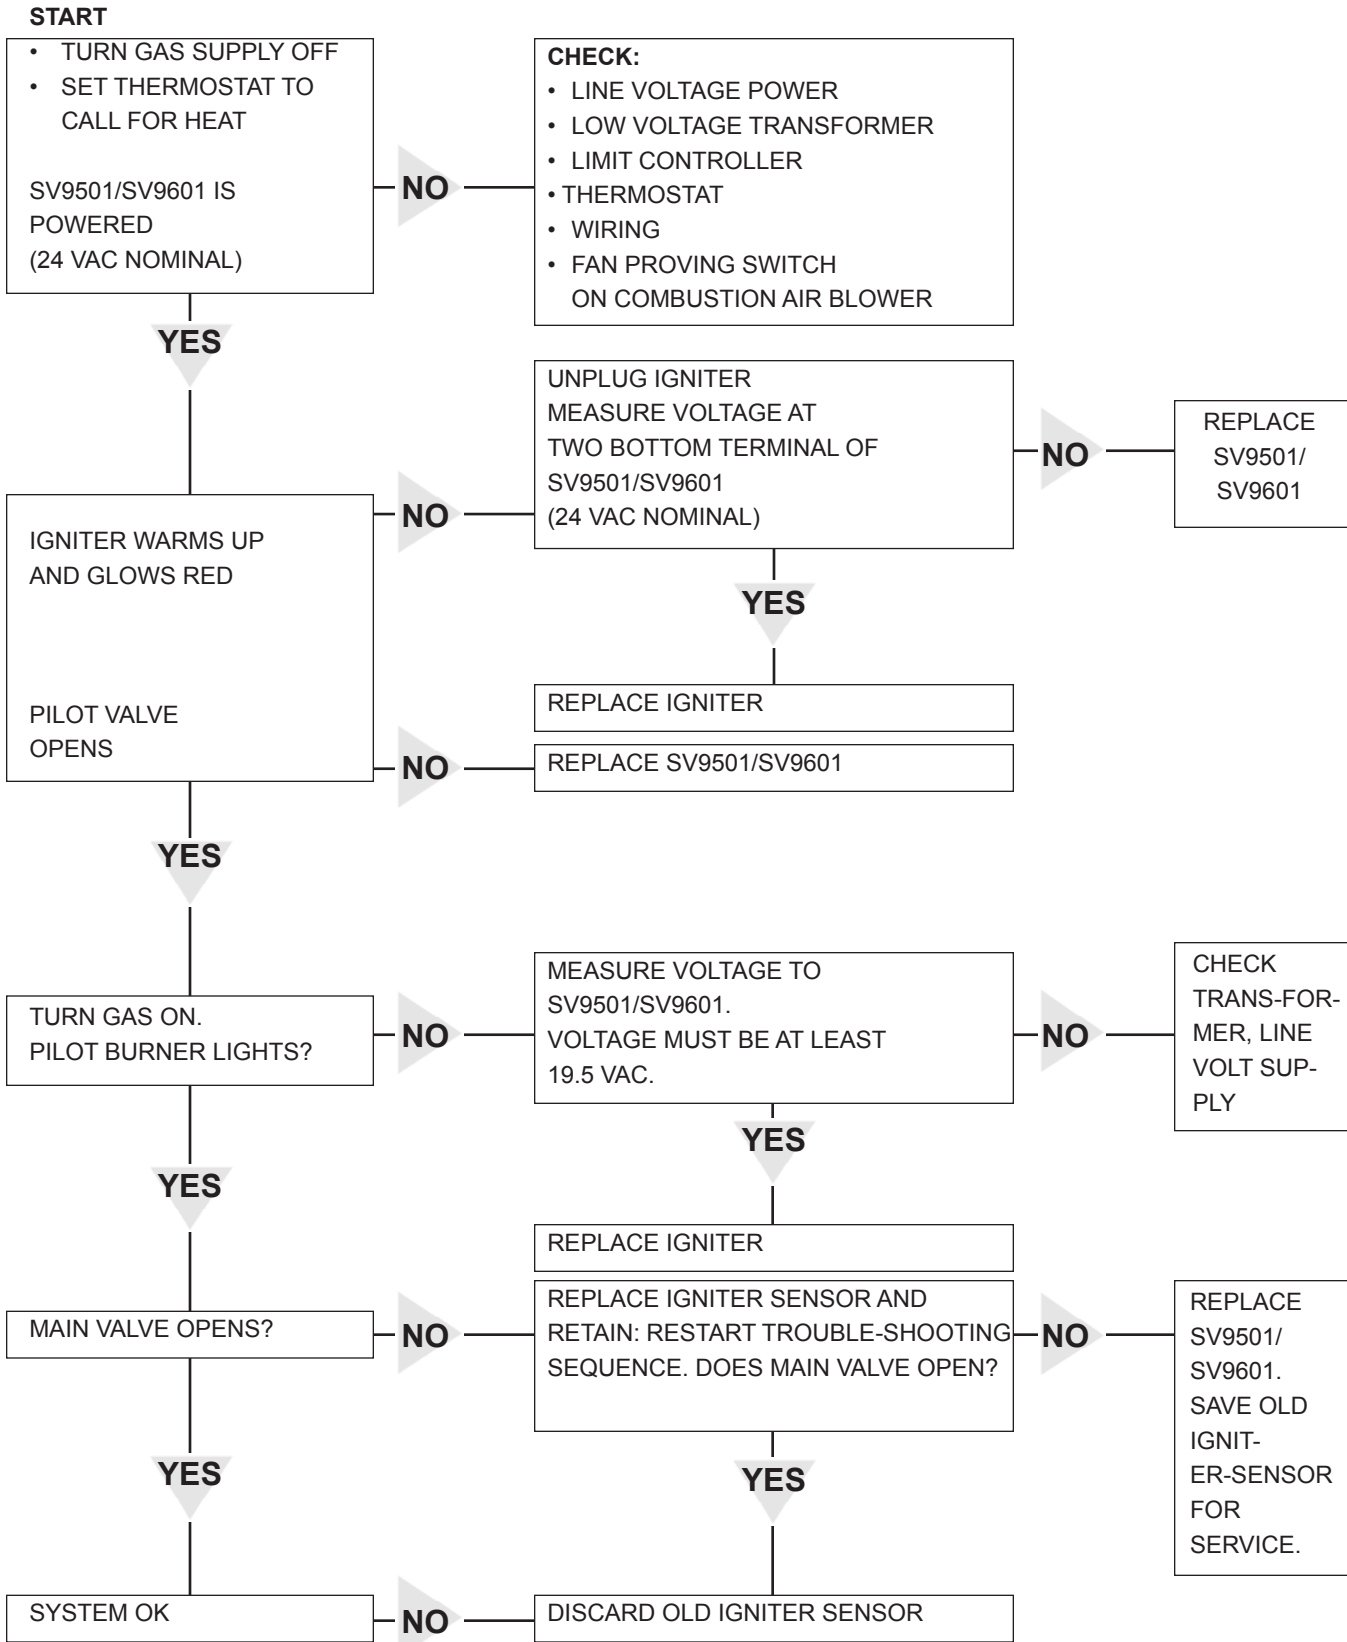 START
• TURN GAS SUPPLY OFF
• SET THERMOSTAT TO
CALL FOR HEAT
SV9501/SV9601 IS
POWERED
(24 VAC NOMINAL)
NO
CHECK:
• LINE VOLTAGE POWER
• LOW VOLTAGE TRANSFORMER
• LIMIT CONTROLLER
• THERMOSTAT
• WIRING
• FAN PROVING SWITCH
ON COMBUSTION AIR BLOWER
YES
IGNITER WARMS UP
AND GLOWS RED
PILOT VALVE
OPENS
NO
UNPLUG IGNITER
MEASURE VOLTAGE AT
TWO BOTTOM TERMINAL OF
SV9501/SV9601
(24 VAC NOMINAL)
NO
REPLACE
SV9501/
SV9601
YES
REPLACE IGNITER
NO
REPLACE SV9501/SV9601
YES
TURN GAS ON.
PILOT BURNER LIGHTS?
NO
MEASURE VOLTAGE TO
SV9501/SV9601.
VOLTAGE MUST BE AT LEAST
19.5 VAC.
NO
CHECK
TRANS-FOR-
MER, LINE
VOLT SUP-
PLY
YES
REPLACE IGNITER
YES
MAIN VALVE OPENS?
NO
REPLACE IGNITER SENSOR AND
RETAIN: RESTART TROUBLE-SHOOTING
SEQUENCE. DOES MAIN VALVE OPEN?
NO
REPLACE
SV9501/
SV9601.
SAVE OLD
IGNIT-
ER-SENSOR
FOR
SERVICE.
YES
YES
SYSTEM OK
NO
DISCARD OLD IGNITER SENSOR